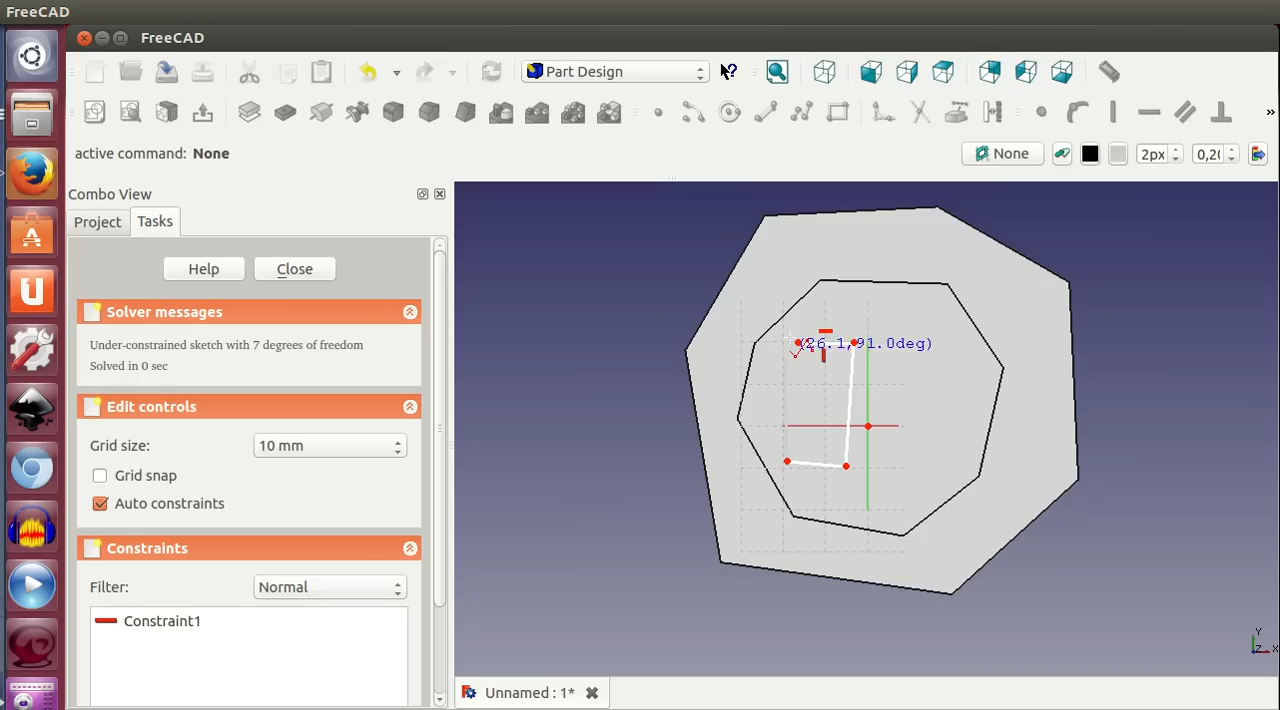 FreeCAD
FreeCAD
Part Design
active command: None
None
2px
0,20
Combo View
Project
Tasks
Help
Close
Solver messages
Under-constrained sketch with 7 degrees of freedom
Solved in 0 sec
Edit controls
Grid size:
10 mm
Grid snap
Auto constraints
Constraints
Filter:
Normal
Constraint1
(26.1,91.0deg)
Y
Z
X
Unnamed : 1*